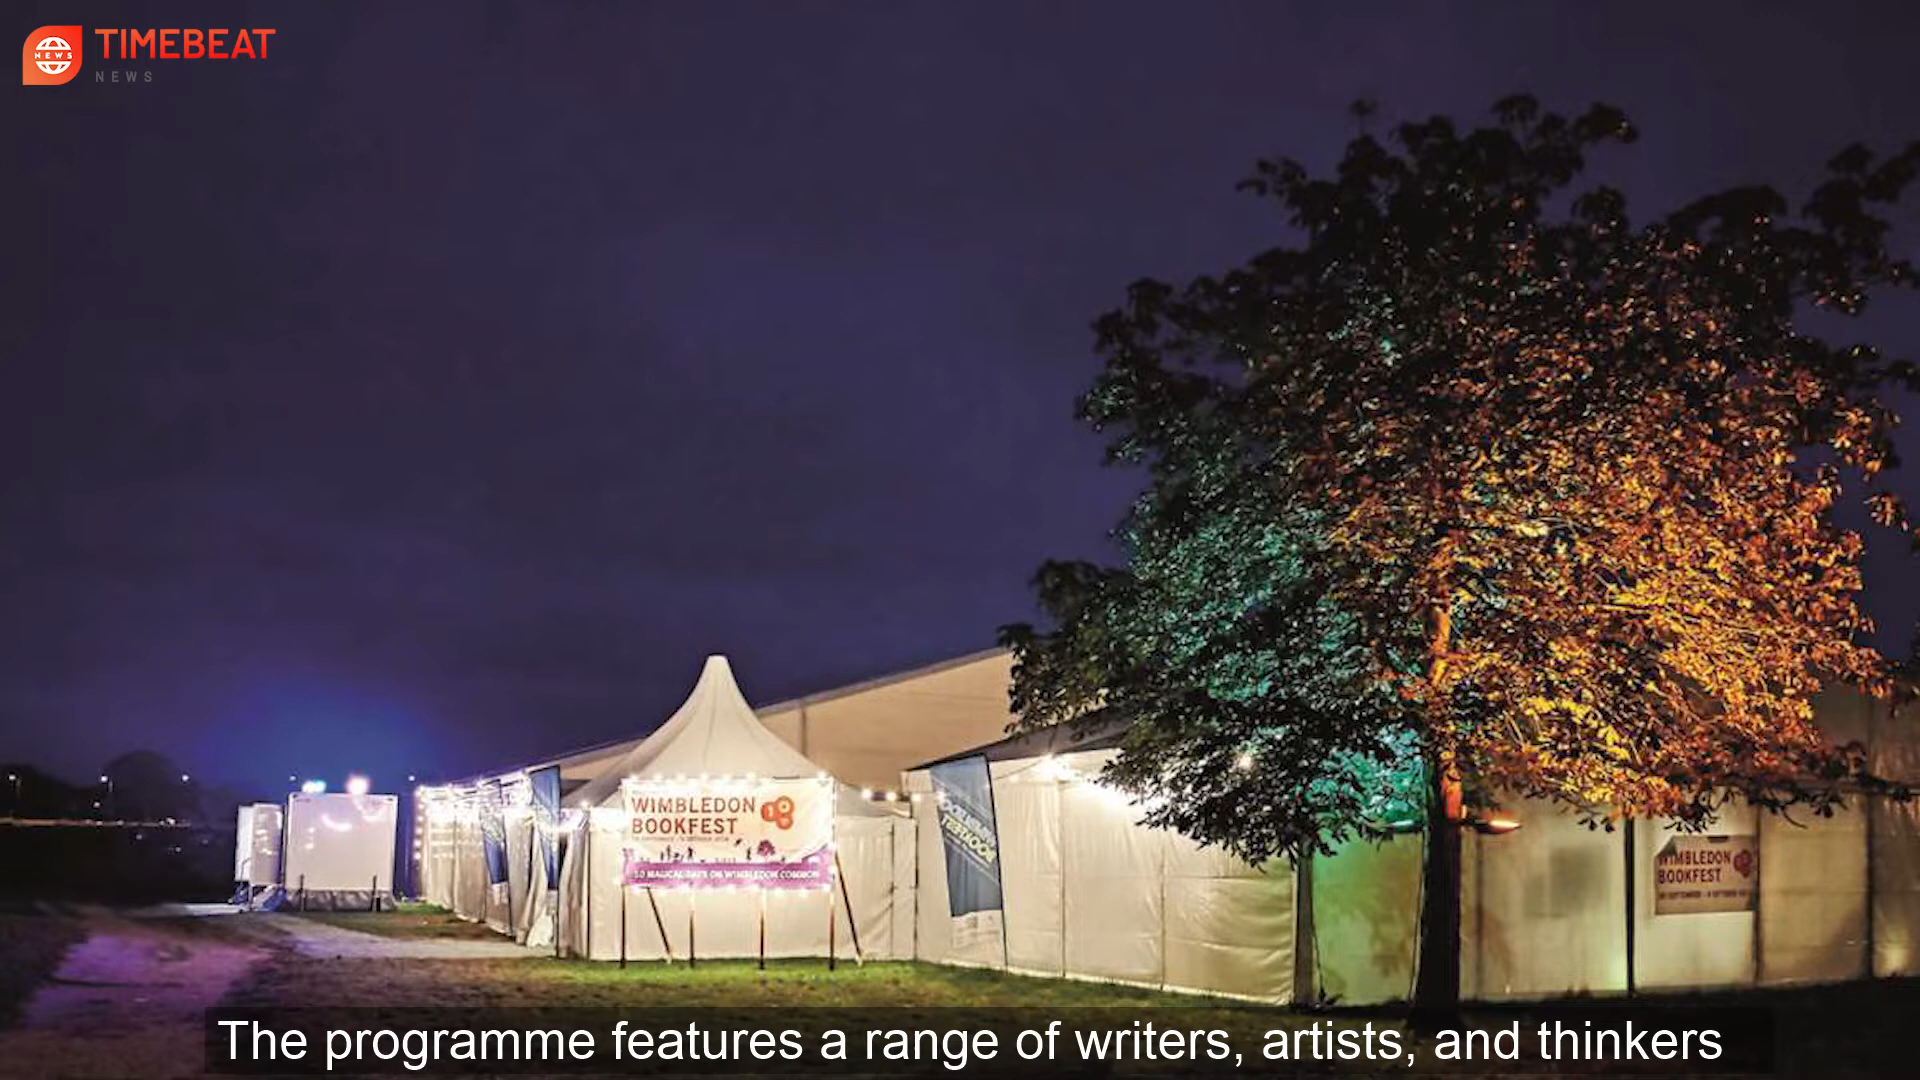 NEWS
TIMEBEAT
NEWS
WIMBLEDON
BOOKFEST
10 MAGICAL DAYS ON WIMBLEDON COMMON
WIMBLEDON
BOOKFEST
The programme features a range of writers, artists, and thinkers